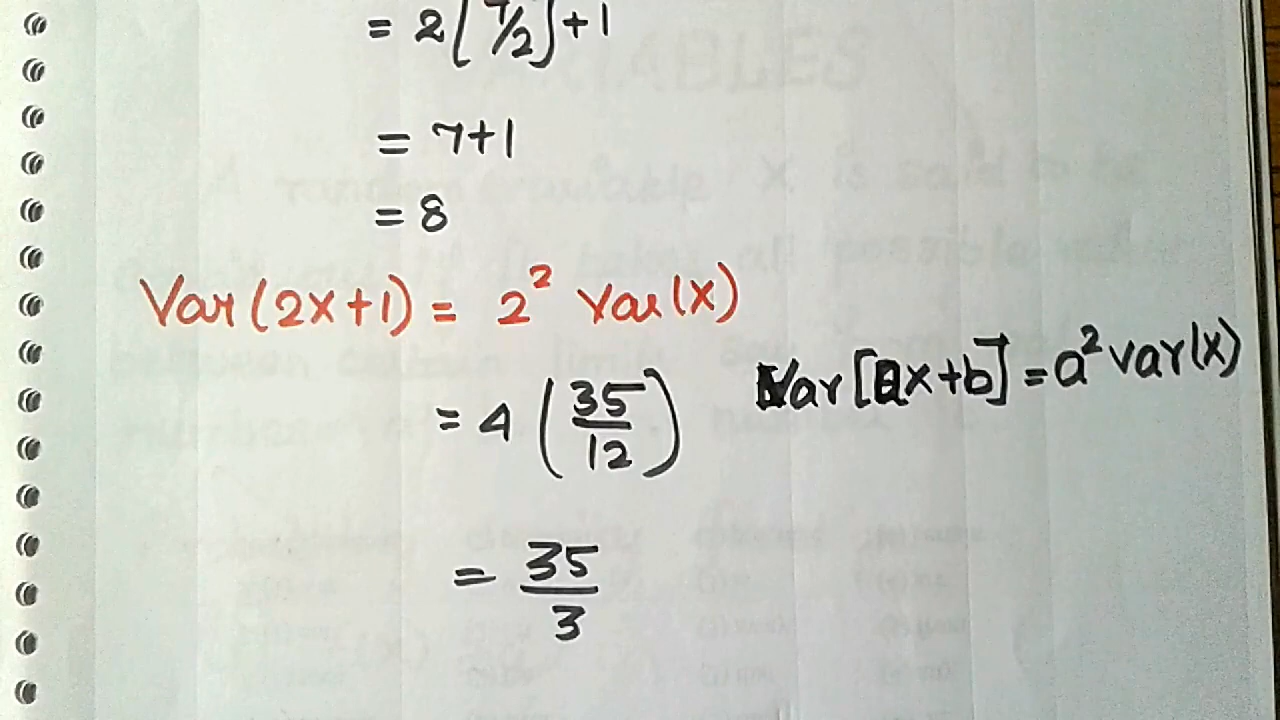 = 2[7/2]+1
= 7+1
= 8
Var(2x+1) = 2² Var(x)
Var[ax+b] = a² var(x)
= 4(35/12)
= 35/3